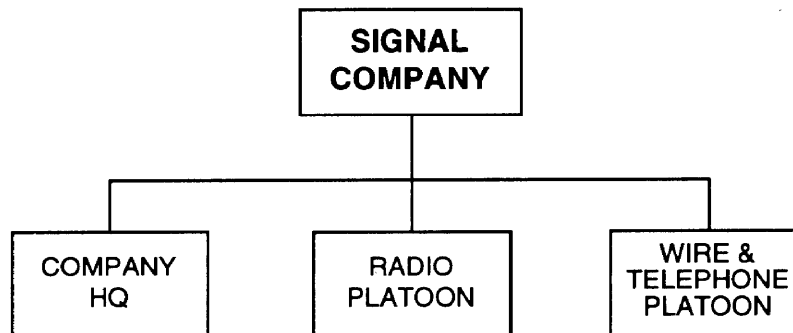 SIGNAL
COMPANY
COMPANY
HQ
RADIO
PLATOON
WIRE &
TELEPHONE
PLATOON